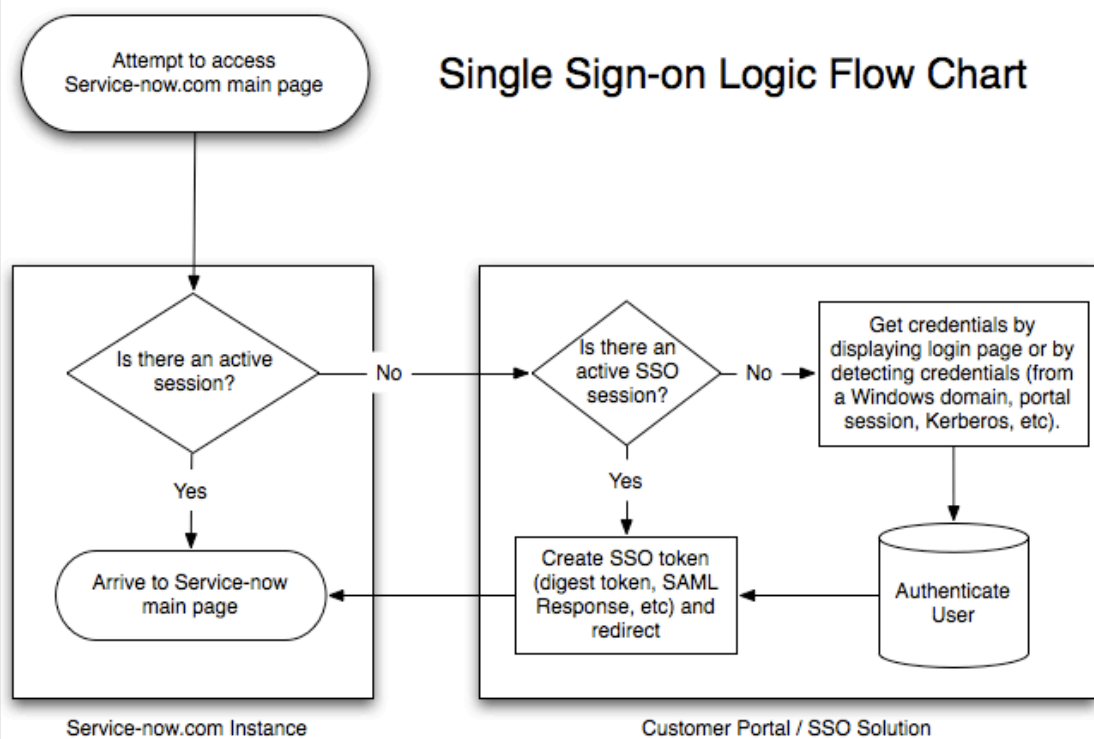 Attempt to access
Service-now.com main page
Single Sign-on Logic Flow Chart
Is there an active
session?
No
Yes
Arrive to Service-now
main page
Service-now.com Instance
Is there an
active SSO
session?
No
Get credentials by
displaying login page or by
detecting credentials (from
a Windows domain, portal
session, Kerberos, etc).
Yes
Create SSO token
(digest token, SAML
Response, etc) and
redirect
Authenticate
User
Customer Portal / SSO Solution